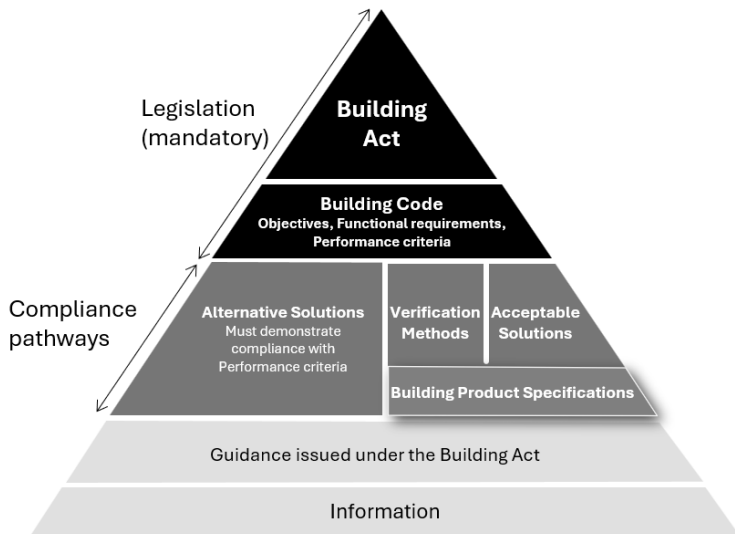 Legislation
(mandatory)
Building
Act
Building Code
Objectives, Functional requirements,
Performance criteria
Compliance
pathways
Alternative Solutions
Must demonstrate
compliance with
Performance criteria
Verification
Methods
Acceptable
Solutions
Building Product Specifications
Guidance issued under the Building Act
Information